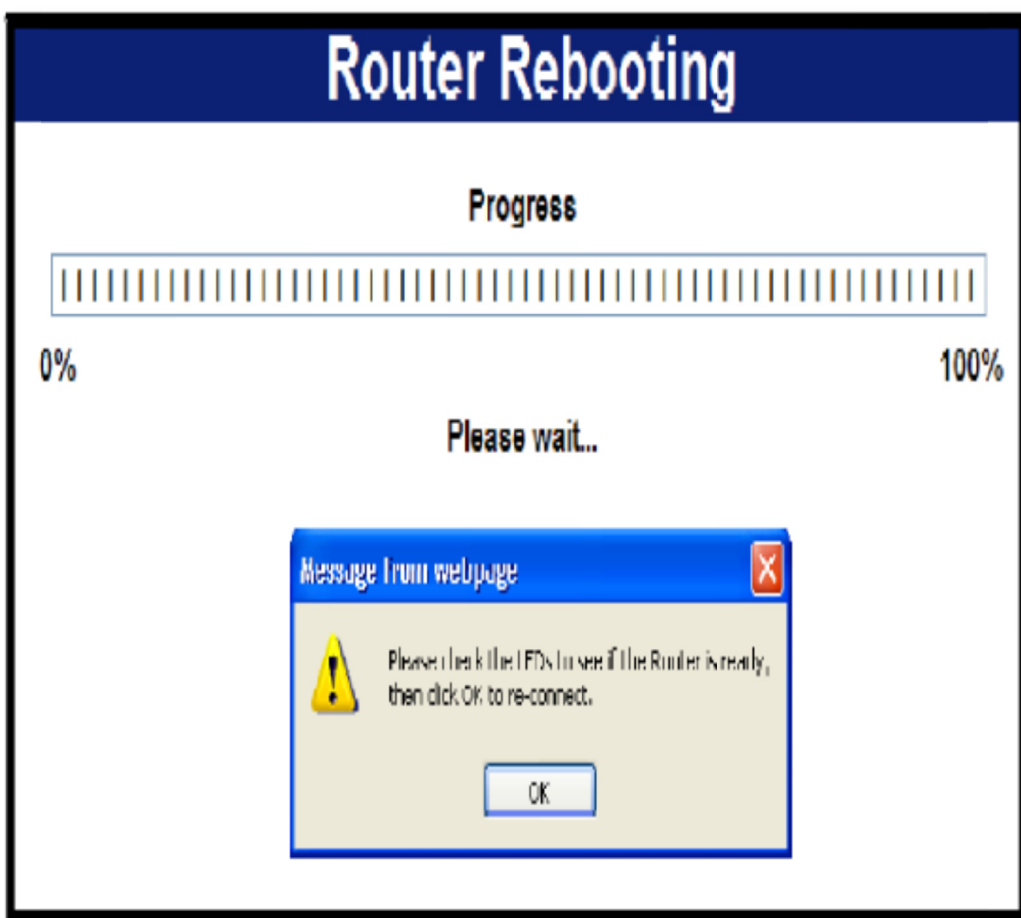 Router Rebooting
Progress
0% 100%
Please wait...
Message from webpage
Please check the LEDs to see if the Router is ready,
then click OK to re-connect.
OK